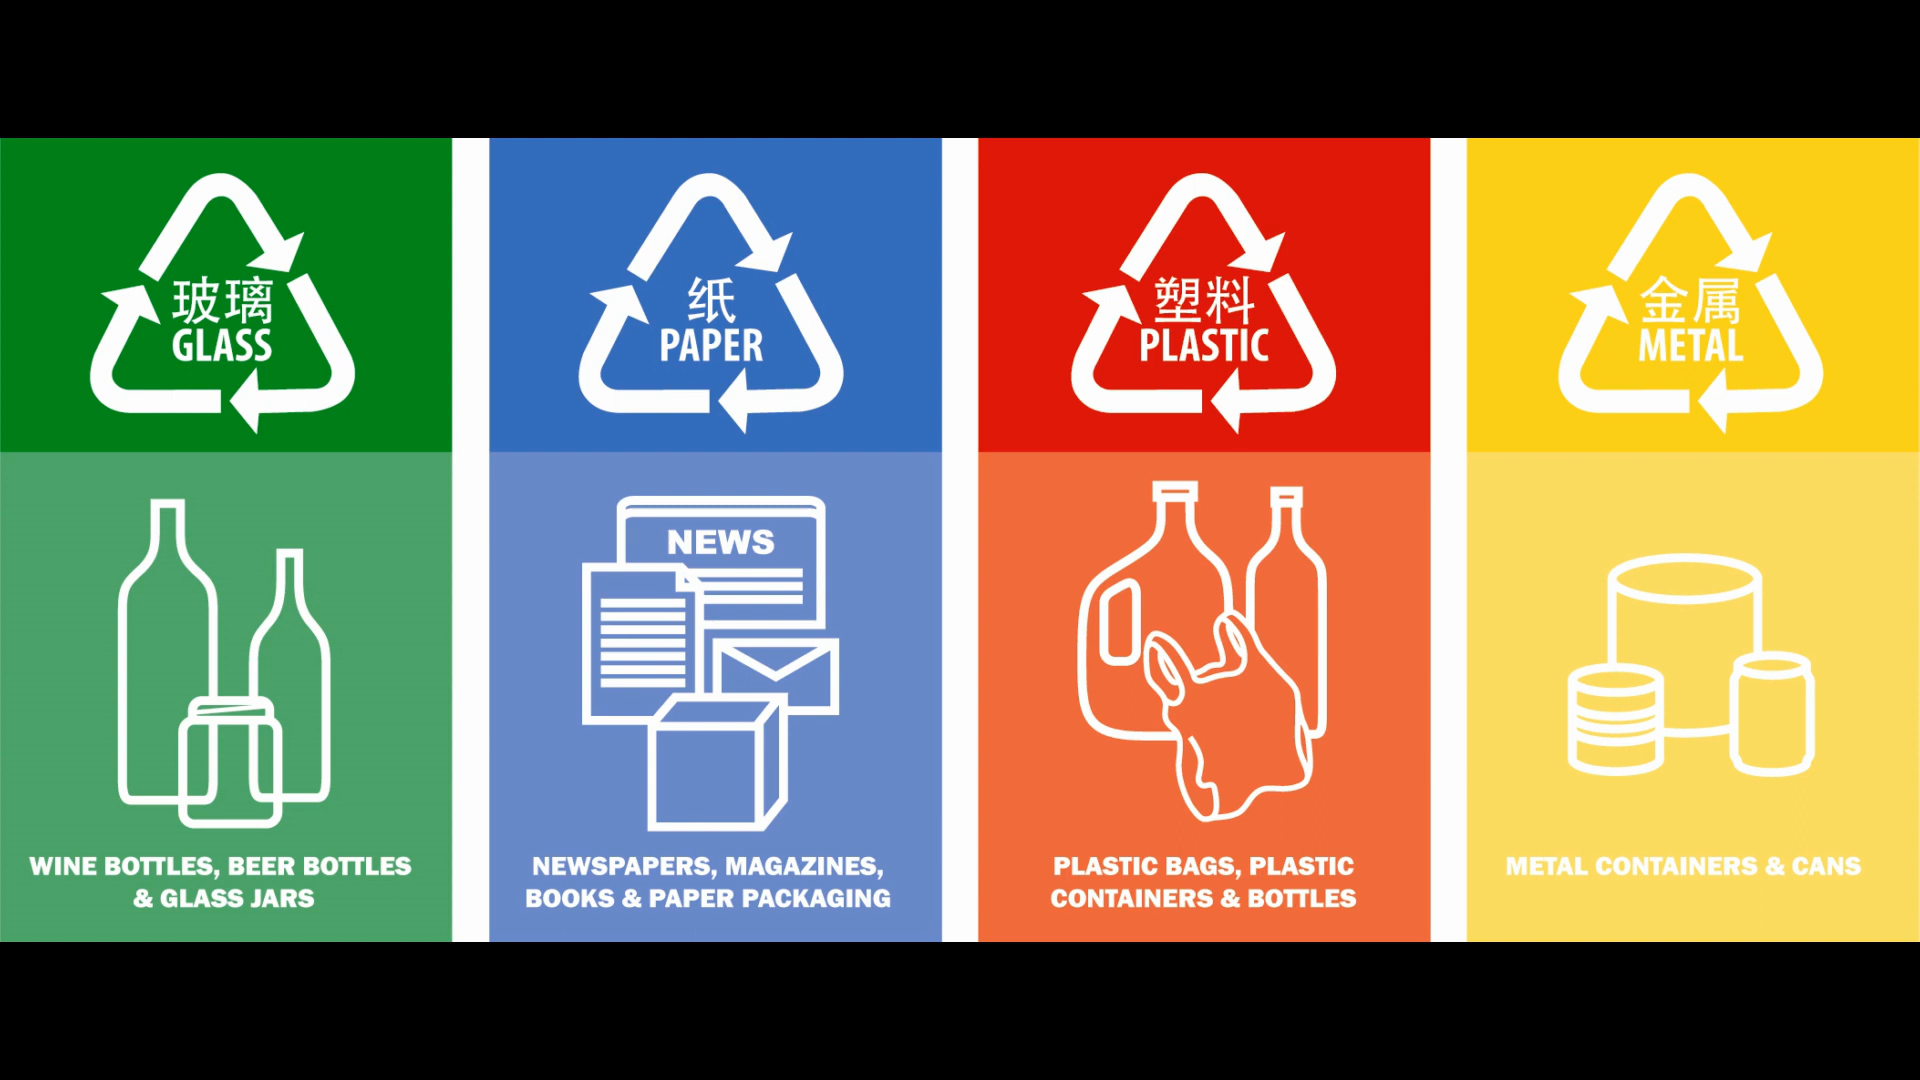 玻璃
GLASS
WINE BOTTLES, BEER BOTTLES
& GLASS JARS
纸
PAPER
NEWS
NEWSPAPERS, MAGAZINES,
BOOKS & PAPER PACKAGING
塑料
PLASTIC
PLASTIC BAGS, PLASTIC
CONTAINERS & BOTTLES
金属
METAL
METAL CONTAINERS & CANS